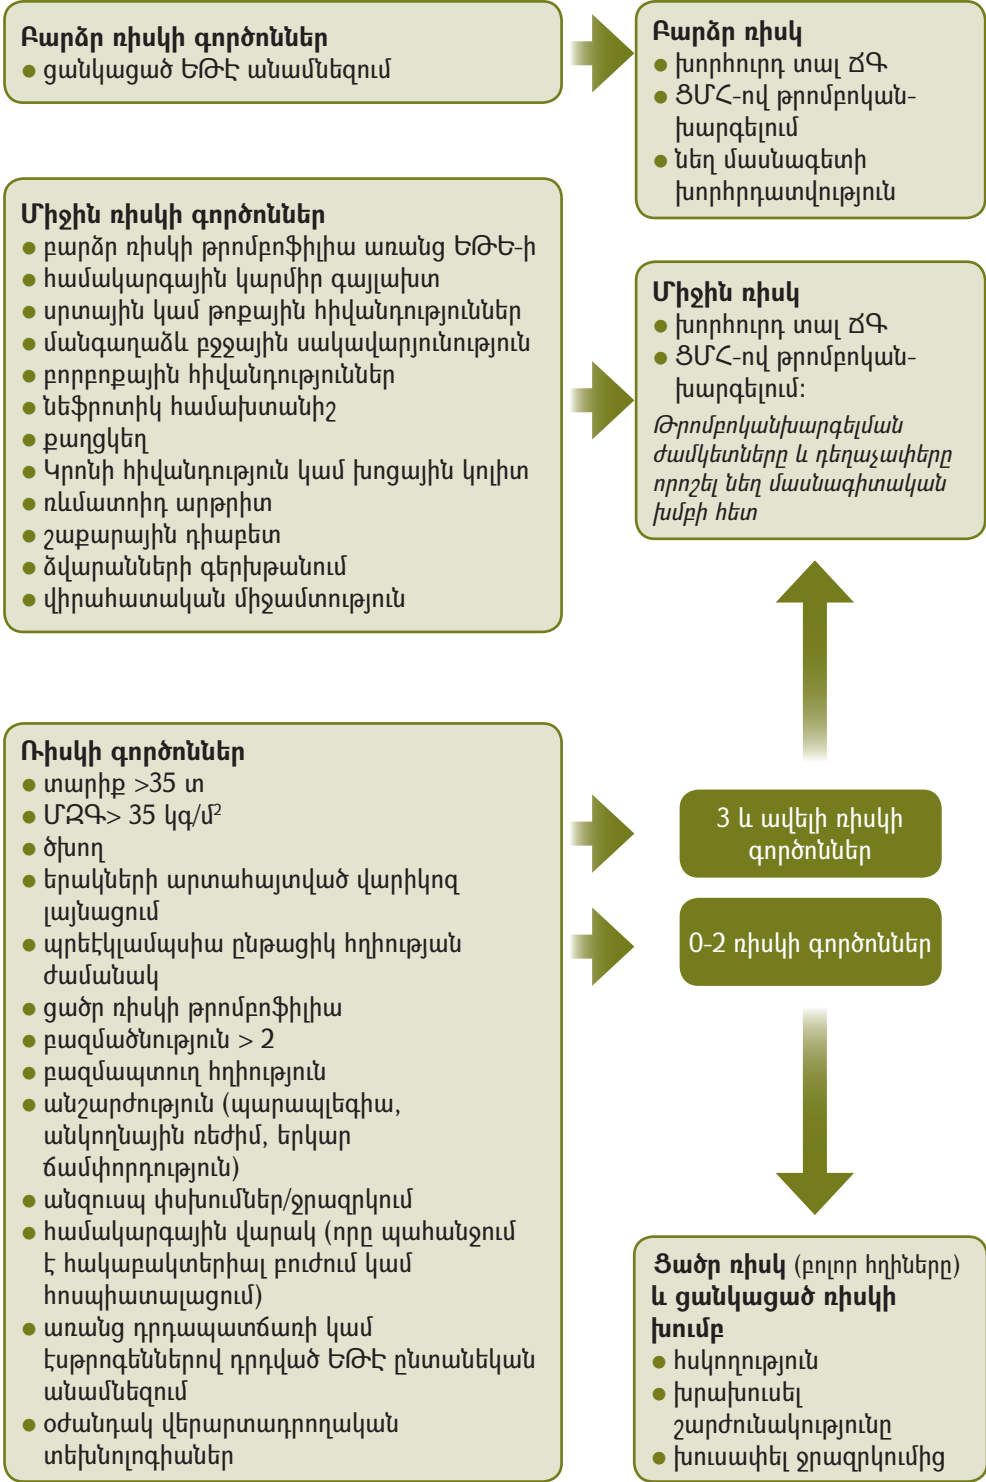 Բարձր ռիսկի գործոններ
● ցանկացած ԵԹԷ անամնեզում
Բարձր ռիսկ
● խորհուրդ տալ ՃԳ
● ՑՄՀ-ով թրոմբոկան-
խարգելում
● նեղ մասնագետի
խորհրդատվություն
Միջին ռիսկի գործոններ
● բարձր ռիսկի թրոմբոֆիլիա առանց ԵԹԵ-ի
● համակարգային կարմիր գայլախտ
● սրտային կամ թոքային հիվանդություններ
● մանգաղաձև բջջային սակավարյունություն
● բորբոքային հիվանդություններ
● նեֆրոտիկ համախտանիշ
● քաղցկեղ
● Կրոնի հիվանդություն կամ խոցային կոլիտ
● ռևմատոիդ արթրիտ
● շաքարային դիաբետ
● ձվարանների գերխթանում
● վիրահատական միջամտություն
Միջին ռիսկ
● խորհուրդ տալ ՃԳ
● ՑՄՀ-ով թրոմբոկան-
խարգելում:
Թրոմբոկանխարգելման
ժամկետները և դեղաչափերը
որոշել նեղ մասնագիտական
խմբի հետ
Ռիսկի գործոններ
● տարիք >35 տ
● ՄԶԳ> 35 կգ/մ²
● ծխող
● երակների արտահայտված վարիկոզ
լայնացում
● պրեէկլամպսիա ընթացիկ հղիության
ժամանակ
● ցածր ռիսկի թրոմբոֆիլիա
● բազմածնություն > 2
● բազմապտուղ հղիություն
● անշարժություն (պարապլեգիա,
անկողնային ռեժիմ, երկար
ճամփորդություն)
● անզուսպ փսխումներ/ջրազրկում
● համակարգային վարակ (որը պահանջում
է հակաբակտերիալ բուժում կամ
հոսպիատալացում)
● առանց դրդապատճառի կամ
էսթրոգեններով դրդված ԵԹԷ ընտանեկան
անամնեզում
● օժանդակ վերարտադրողական
տեխնոլոգիաներ
3 և ավելի ռիսկի
գործոններ
0-2 ռիսկի գործոններ
Ցածր ռիսկ (բոլոր հղիները)
և ցանկացած ռիսկի
խումբ
● հսկողություն
● խրախուսել
շարժունակությունը
● խուսափել ջրազրկումից